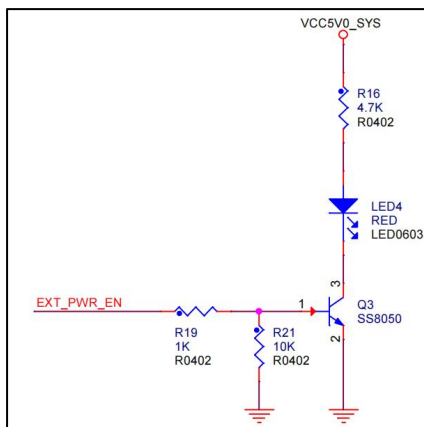 VCC5V0_SYS
R16
4.7K
R0402
LED4
RED
LED0603
3
EXT_PWR_EN
1
Q3
SS8050
R19
1K
R0402
R21
10K
R0402
2